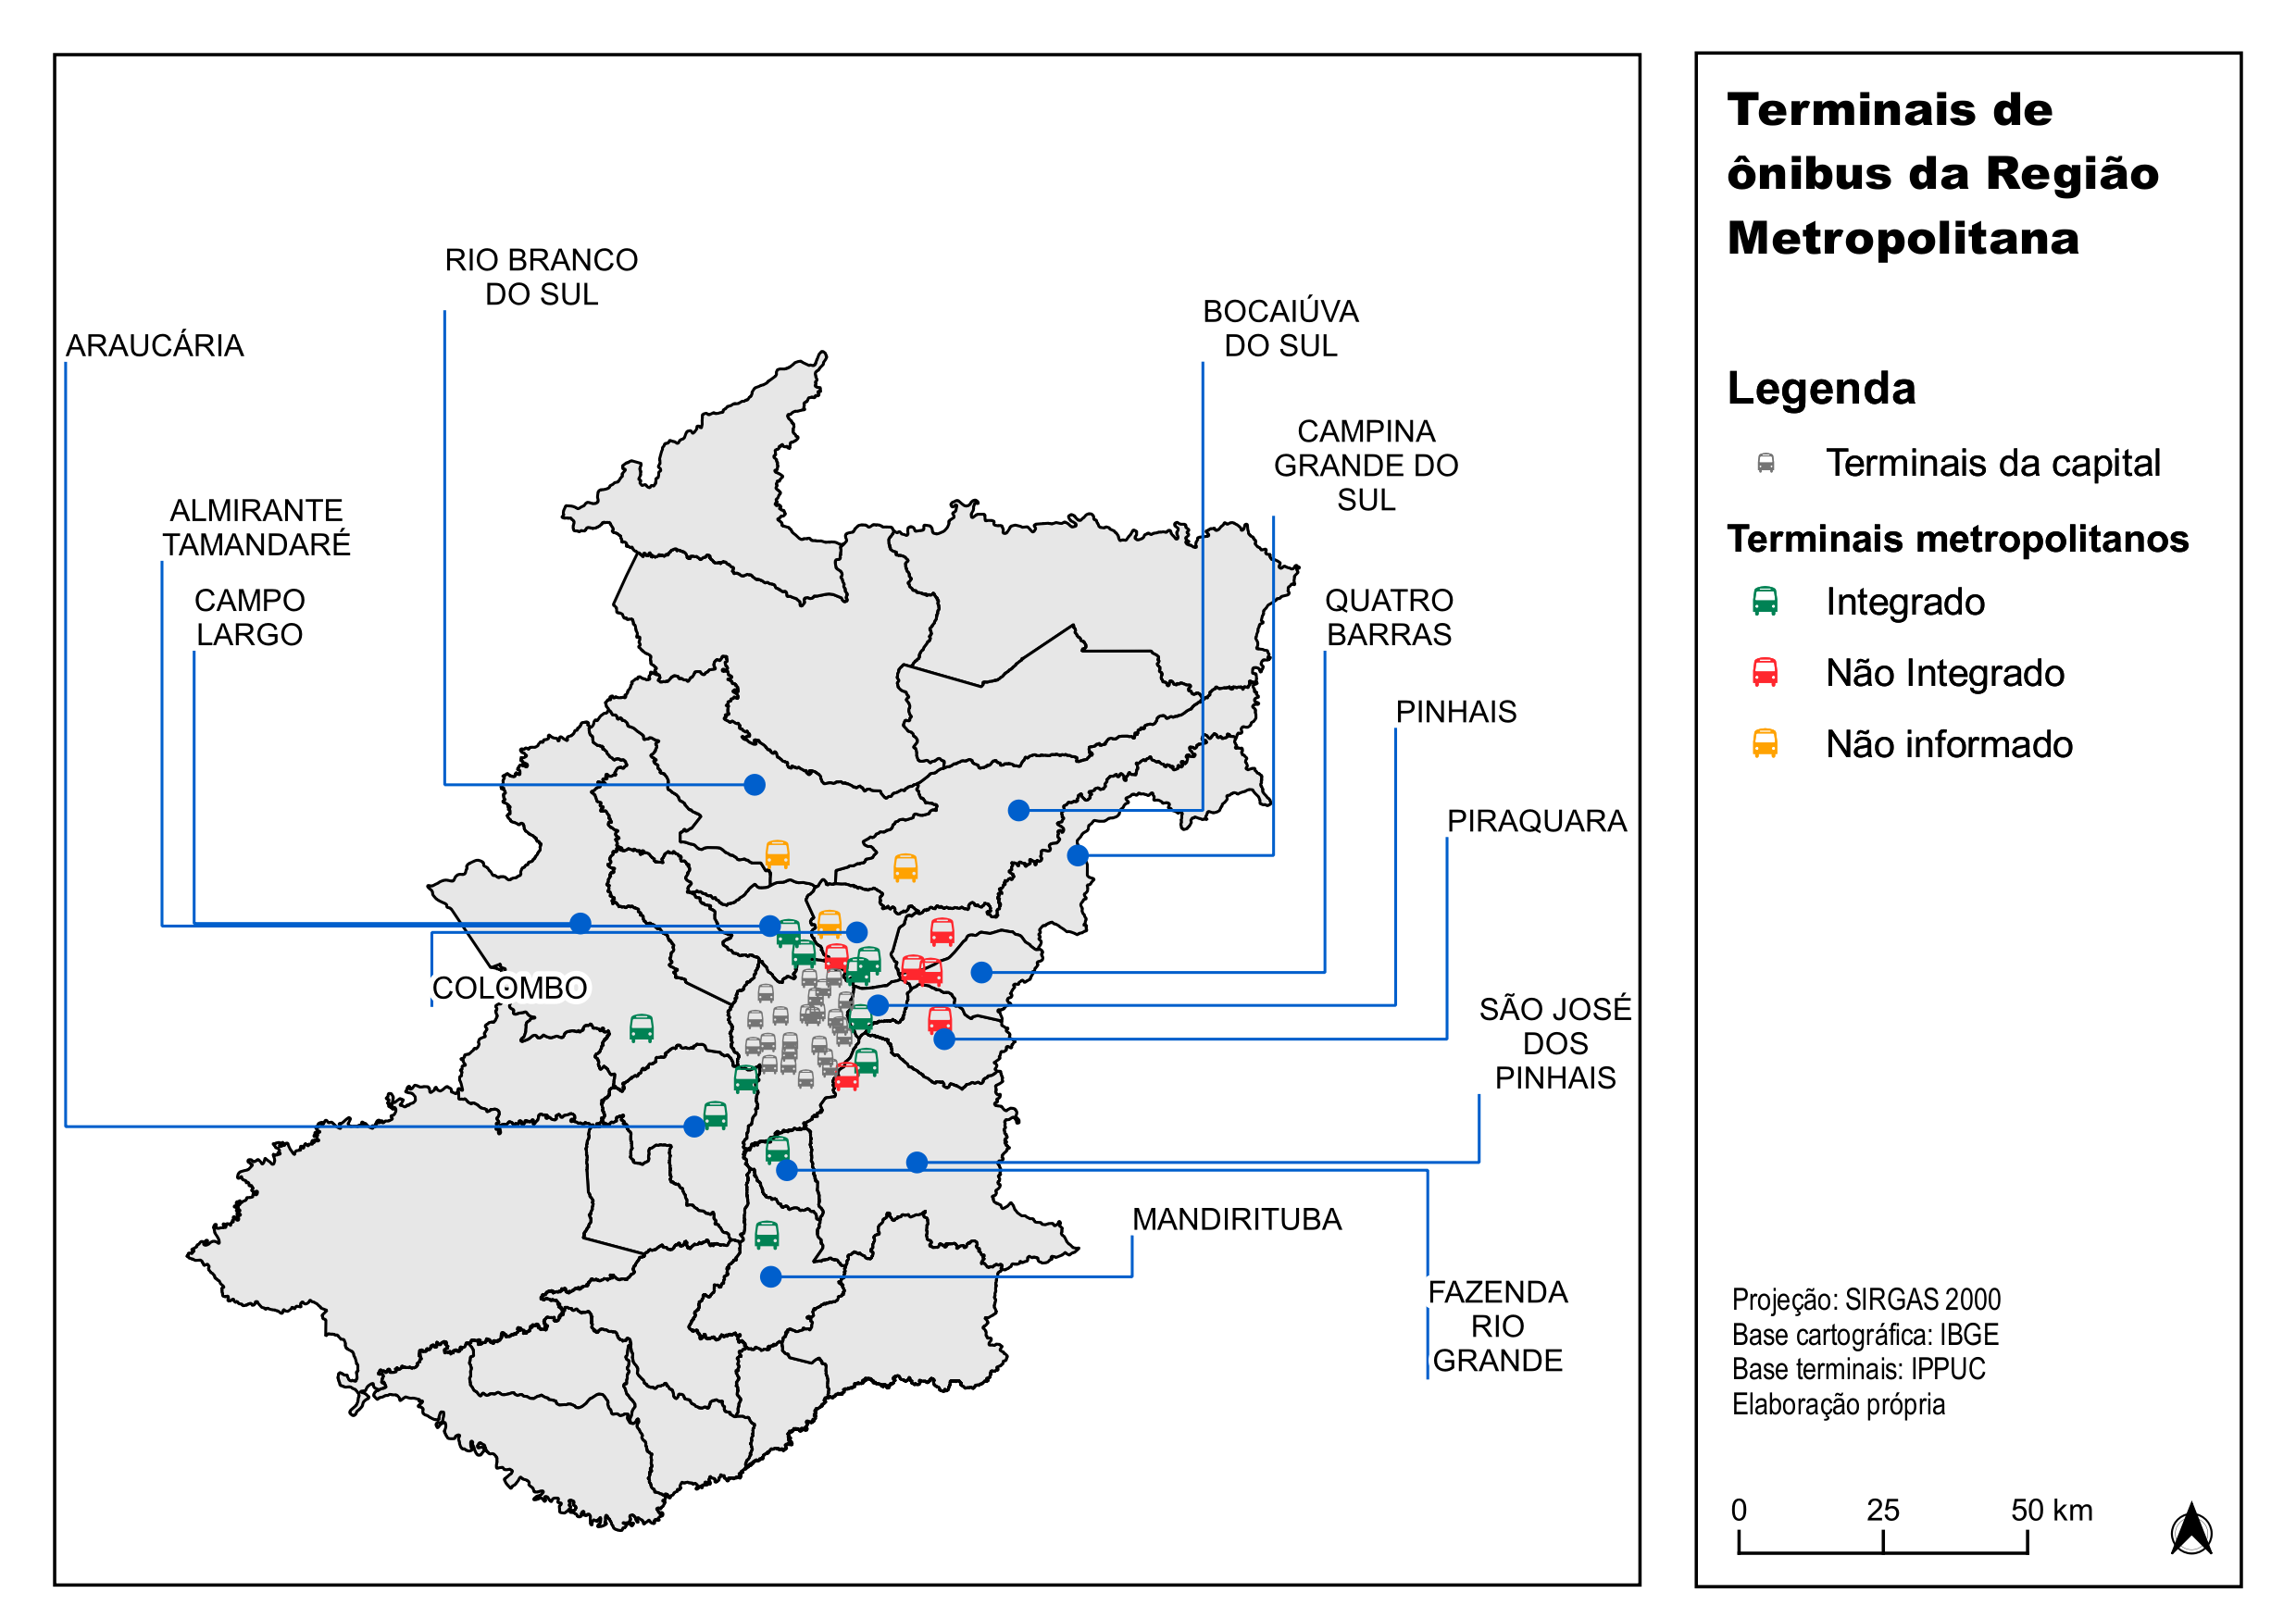 Terminais de
ônibus da Região
Metropolitana
Legenda
Terminais da capital
Terminais metropolitanos
Integrado
Não Integrado
Não informado
Projeção: SIRGAS 2000
Base cartográfica: IBGE
Base terminais: IPPUC
Elaboração própria
0 25 50 km
RIO BRANCO
DO SUL
ARAUCÁRIA
BOCAIÚVA
DO SUL
CAMPINA
GRANDE DO
SUL
ALMIRANTE
TAMANDARÉ
CAMPO
LARGO
QUATRO
BARRAS
PINHAIS
PIRAQUARA
COLOMBO
SÃO JOSÉ
DOS
PINHAIS
MANDIRITUBA
FAZENDA
RIO
GRANDE